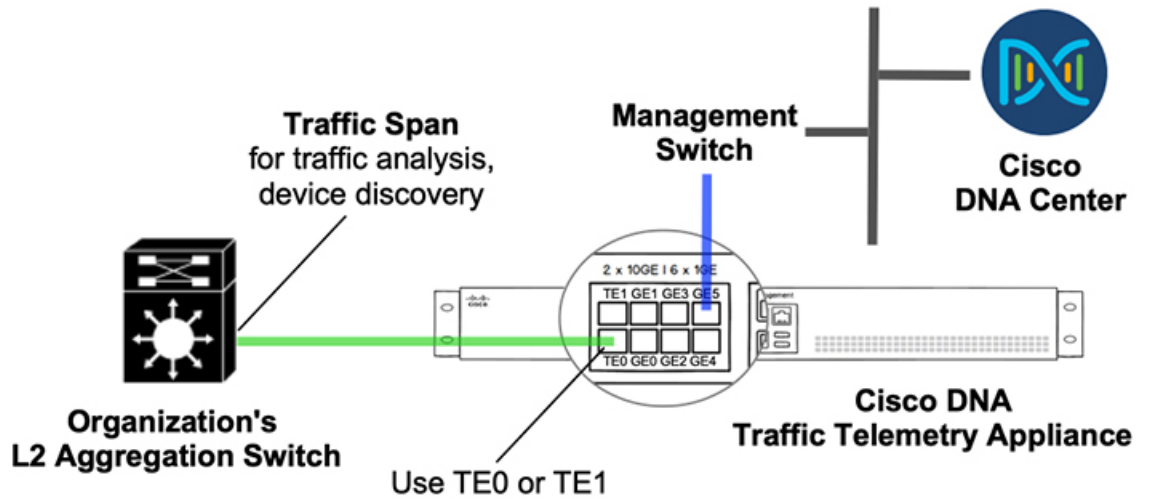 Traffic Span
for traffic analysis,
device discovery
Management
Switch
Cisco
DNA Center
2 x 10GE | 6 x 1GE
TE1 GE1 GE3 GE5
TE0 GE0 GE2 GE4
cisco
Organization's
L2 Aggregation Switch
Use TE0 or TE1
Cisco DNA
Traffic Telemetry Appliance